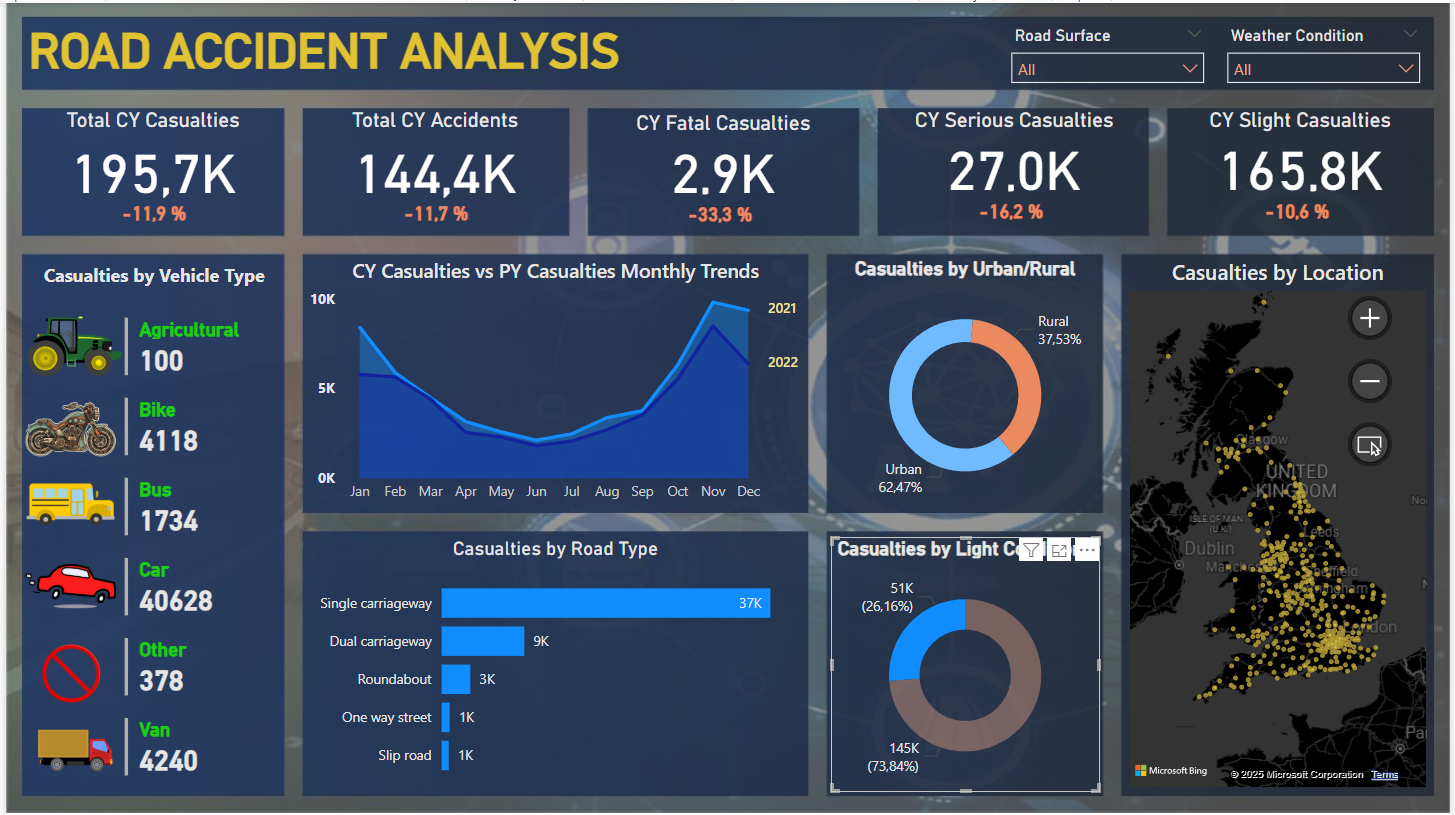 ROAD ACCIDENT ANALYSIS
Road Surface
All
Weather Condition
All
Total CY Casualties
195,7K
-11,9 %
Total CY Accidents
144,4K
-11,7 %
CY Fatal Casualties
2,9K
-33,3 %
CY Serious Casualties
27,0K
-16,2 %
CY Slight Casualties
165,8K
-10,6 %
Casualties by Vehicle Type
Agricultural
100
Bike
4118
Bus
1734
Car
40628
Other
378
Van
4240
CY Casualties vs PY Casualties Monthly Trends
10K
5K
0K
2021
2022
Jan Feb Mar Apr May Jun Jul Aug Sep Oct Nov Dec
Casualties by Urban/Rural
Rural
37,53%
Urban
62,47%
Casualties by Road Type
Single carriageway 37K
Dual carriageway 9K
Roundabout 3K
One way street 1K
Slip road 1K
Casualties by Light
51K
(26,16%)
145K
(73,84%)
Casualties by Location
UNITED
KINGDOM
ISLE OF MAN
(U.K.)
Leeds
Dublin
Microsoft Bing
© 2025 Microsoft Corporation Terms